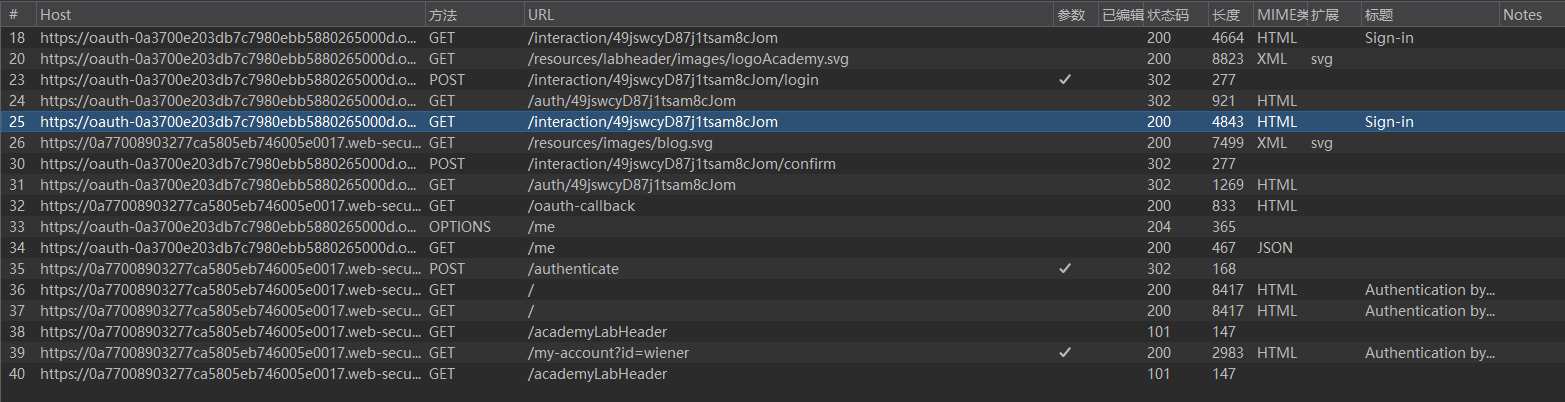 # Host 方法 URL 参数 已编辑 状态码 长度 MIME类 扩展 标题 Notes
18 https://oauth-0a3700e203db7c7980ebb5880265000d.o... GET /interaction/49jswcyD87j1tsam8cJom 200 4664 HTML Sign-in
20 https://oauth-0a3700e203db7c7980ebb5880265000d.o... GET /resources/labheader/images/logoAcademy.svg 200 8823 XML svg
23 https://oauth-0a3700e203db7c7980ebb5880265000d.o... POST /interaction/49jswcyD87j1tsam8cJom/login ✓ 302 277
24 https://oauth-0a3700e203db7c7980ebb5880265000d.o... GET /auth/49jswcyD87j1tsam8cJom 302 921 HTML
25 https://oauth-0a3700e203db7c7980ebb5880265000d.o... GET /interaction/49jswcyD87j1tsam8cJom 200 4843 HTML Sign-in
26 https://0a77008903277ca5805eb746005e0017.web-secu... GET /resources/images/blog.svg 200 7499 XML svg
30 https://oauth-0a3700e203db7c7980ebb5880265000d.o... POST /interaction/49jswcyD87j1tsam8cJom/confirm 302 277
31 https://oauth-0a3700e203db7c7980ebb5880265000d.o... GET /auth/49jswcyD87j1tsam8cJom 302 1269 HTML
32 https://0a77008903277ca5805eb746005e0017.web-secu... GET /oauth-callback 200 833 HTML
33 https://oauth-0a3700e203db7c7980ebb5880265000d.o... OPTIONS /me 204 365
34 https://oauth-0a3700e203db7c7980ebb5880265000d.o... GET /me 200 467 JSON
35 https://0a77008903277ca5805eb746005e0017.web-secu... POST /authenticate ✓ 302 168
36 https://0a77008903277ca5805eb746005e0017.web-secu... GET / 200 8417 HTML Authentication by...
37 https://0a77008903277ca5805eb746005e0017.web-secu... GET / 200 8417 HTML Authentication by...
38 https://0a77008903277ca5805eb746005e0017.web-secu... GET /academyLabHeader 101 147
39 https://0a77008903277ca5805eb746005e0017.web-secu... GET /my-account?id=wiener ✓ 200 2983 HTML Authentication by...
40 https://0a77008903277ca5805eb746005e0017.web-secu... GET /academyLabHeader 101 147